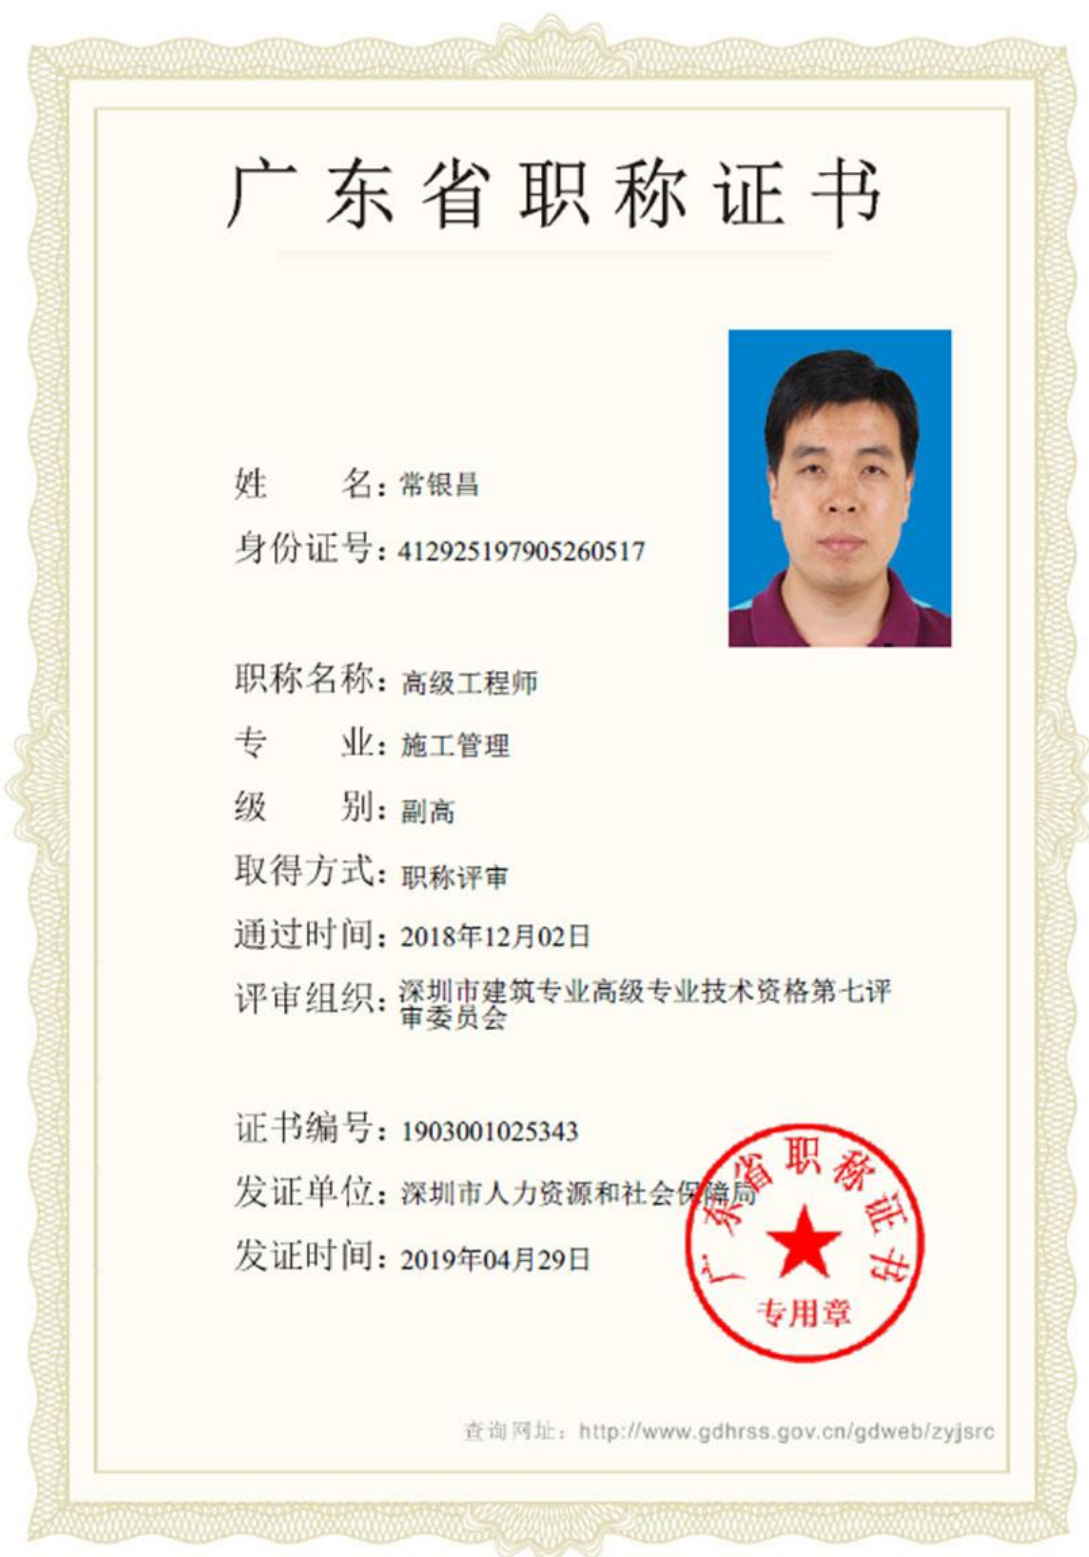 广东省职称证书
姓 名：常银昌
身份证号：412925197905260517
职称名称：高级工程师
专 业：施工管理
级 别：副高
取得方式：职称评审
通过时间：2018年12月02日
评审组织：深圳市建筑专业高级专业技术资格第七评
审委员会
证书编号：1903001025343
发证单位：深圳市人力资源和社会保障局
发证时间：2019年04月29日
广东省职称证书
专用章
查询网址：http://www.gdhrss.gov.cn/gdweb/zyjsrc